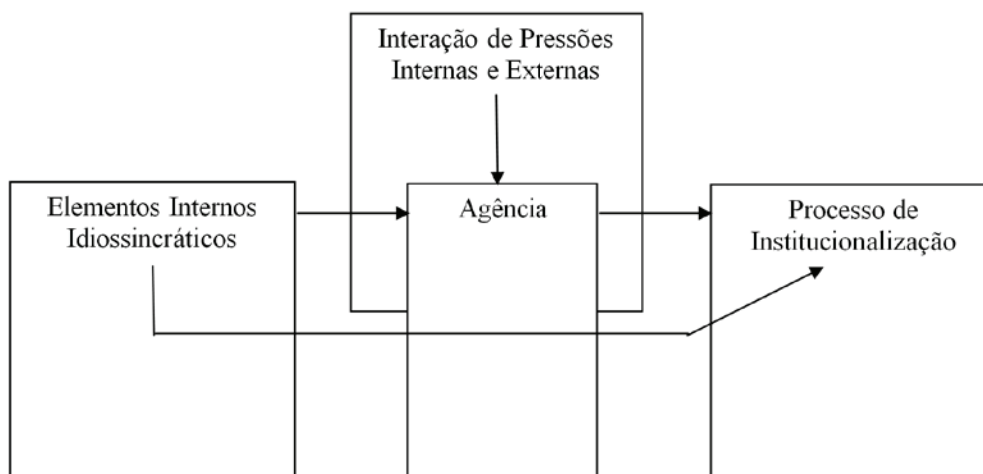 Interação de Pressões
Internas e Externas
Elementos Internos
Idiossincráticos
Agência
Processo de
Institucionalização